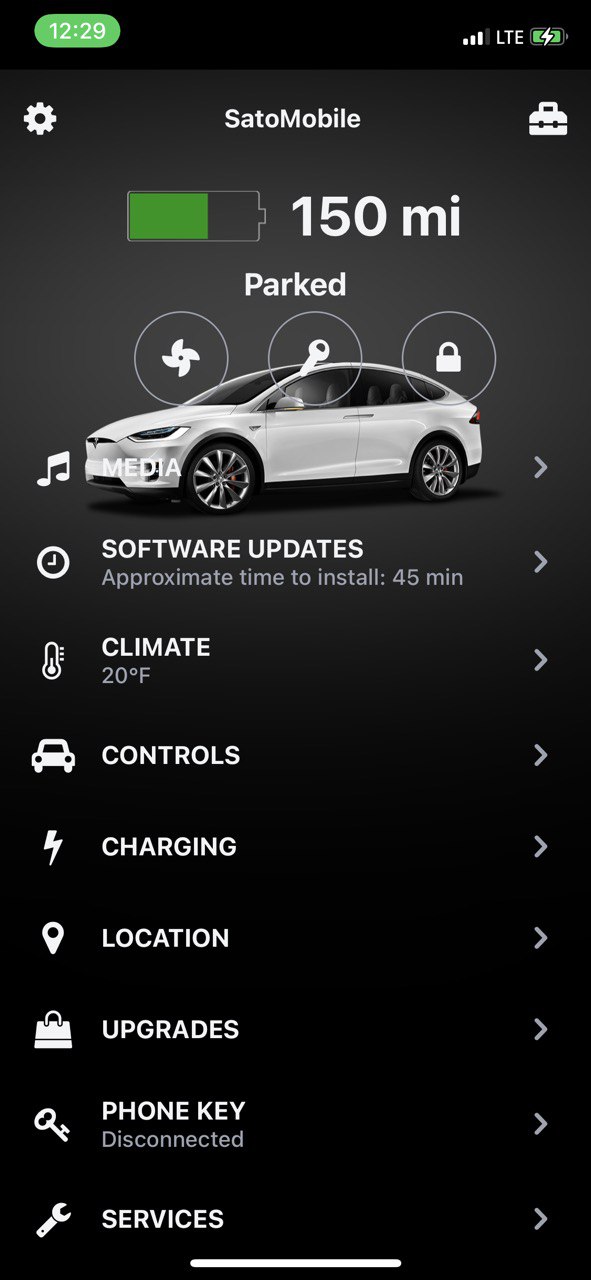 12:29
LTE
SatoMobile
150 mi
Parked
MEDIA
SOFTWARE UPDATES
Approximate time to install: 45 min
CLIMATE
20°F
CONTROLS
CHARGING
LOCATION
UPGRADES
PHONE KEY
Disconnected
SERVICES